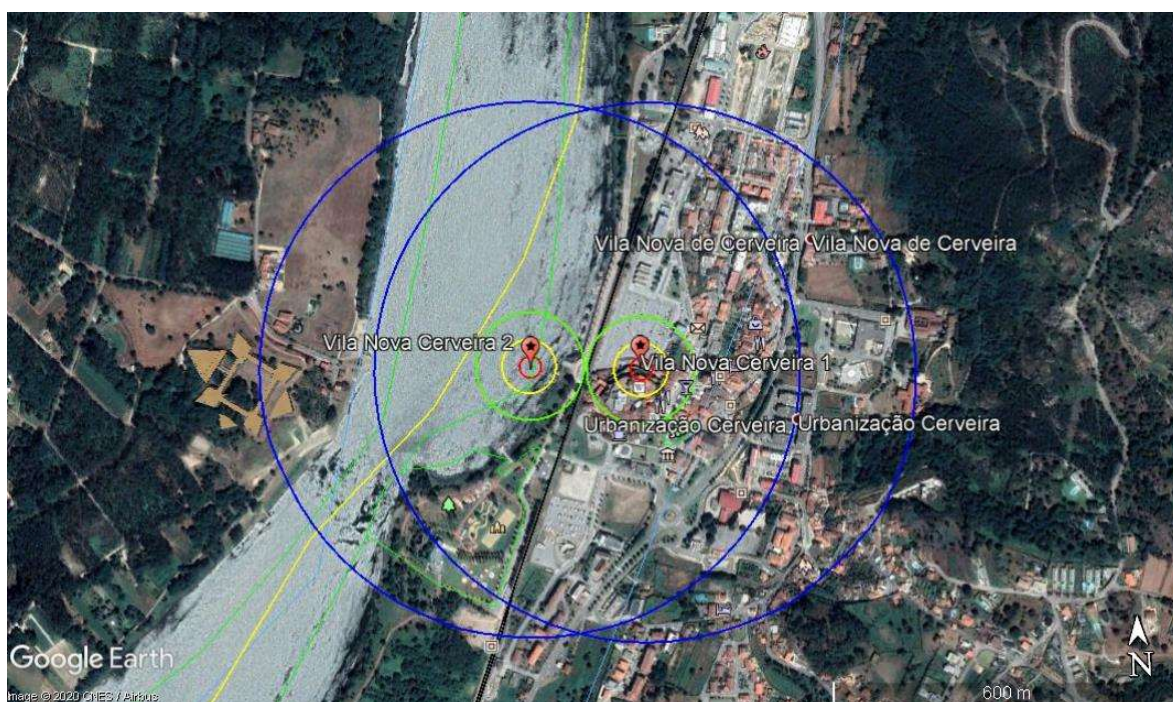 Vila Nova de Cerveira
Vila Nova de Cerveira
Vila Nova Cerveira 2
Vila Nova Cerveira 1
Urbanização Cerveira
Urbanização Cerveira
N
Google Earth
Image © 2020 CNES / Airbus
600 m